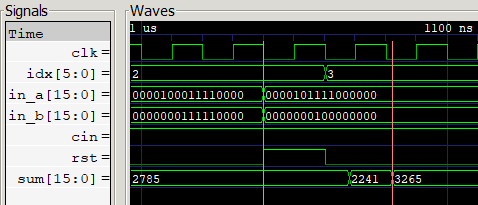 Signals
Waves
Time
1 us
1100 ns
clk=
idx[5:0]=
2
3
in_a[15:0]=
0000100011110000
0000101111000000
in_b[15:0]=
0000000111110000
0000000100000000
cin=
rst=
sum[15:0]=
2785
2241
3265